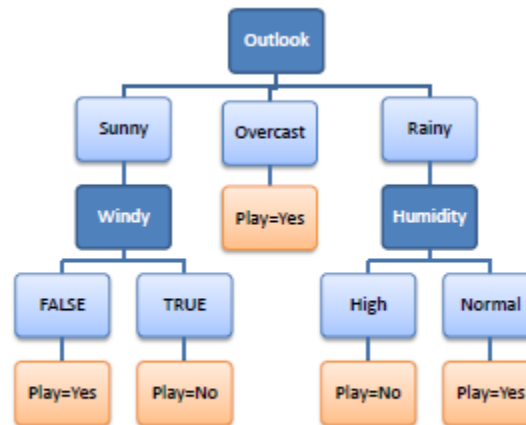 Outlook
Sunny
Overcast
Rainy
Windy
Play=Yes
Humidity
FALSE
TRUE
High
Normal
Play=Yes
Play=No
Play=No
Play=Yes